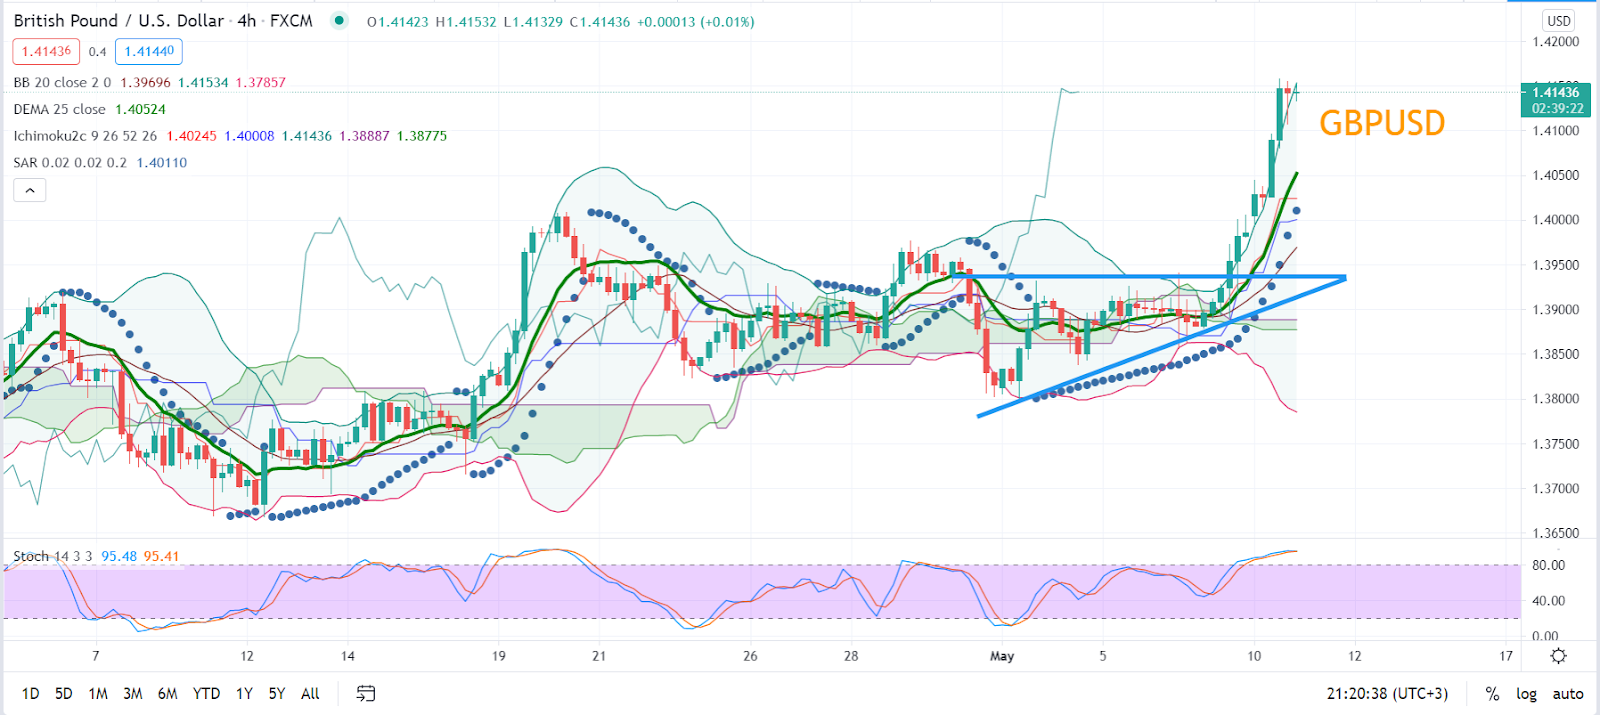 British Pound / U.S. Dollar · 4h · FXCM O1.41423 H1.41532 L1.41329 C1.41436 +0.00013 (+0.01%)
1.41436 0.4 1.41440
BB 20 close 2 0 1.39696 1.41534 1.37857
DEMA 25 close 1.40524
Ichimoku2c 9 26 52 26 1.40245 1.40008 1.41436 1.38887 1.38775
SAR 0.02 0.02 0.2 1.40110
GBPUSD
USD
1.42000
1.41436
02:39:22
1.41000
1.40500
1.40000
1.39500
1.39000
1.38500
1.38000
1.37500
1.37000
1.36500
Stoch 14 3 3 95.48 95.41
80.00
40.00
0.00
7 12 14 19 21 26 28 May 5 10 12 17
1D 5D 1M 3M 6M YTD 1Y 5Y All 21:20:38 (UTC+3) % log auto